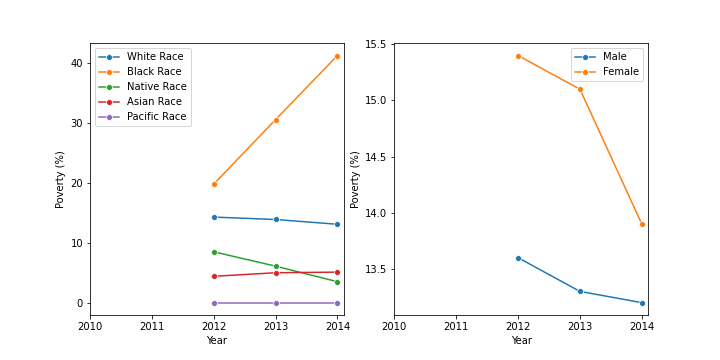 White Race
Black Race
Native Race
Asian Race
Pacific Race
Poverty (%)
40
30
20
10
0
2010 2011 2012 2013 2014
Year
Male
Female
Poverty (%)
15.5
15.0
14.5
14.0
13.5
2010 2011 2012 2013 2014
Year